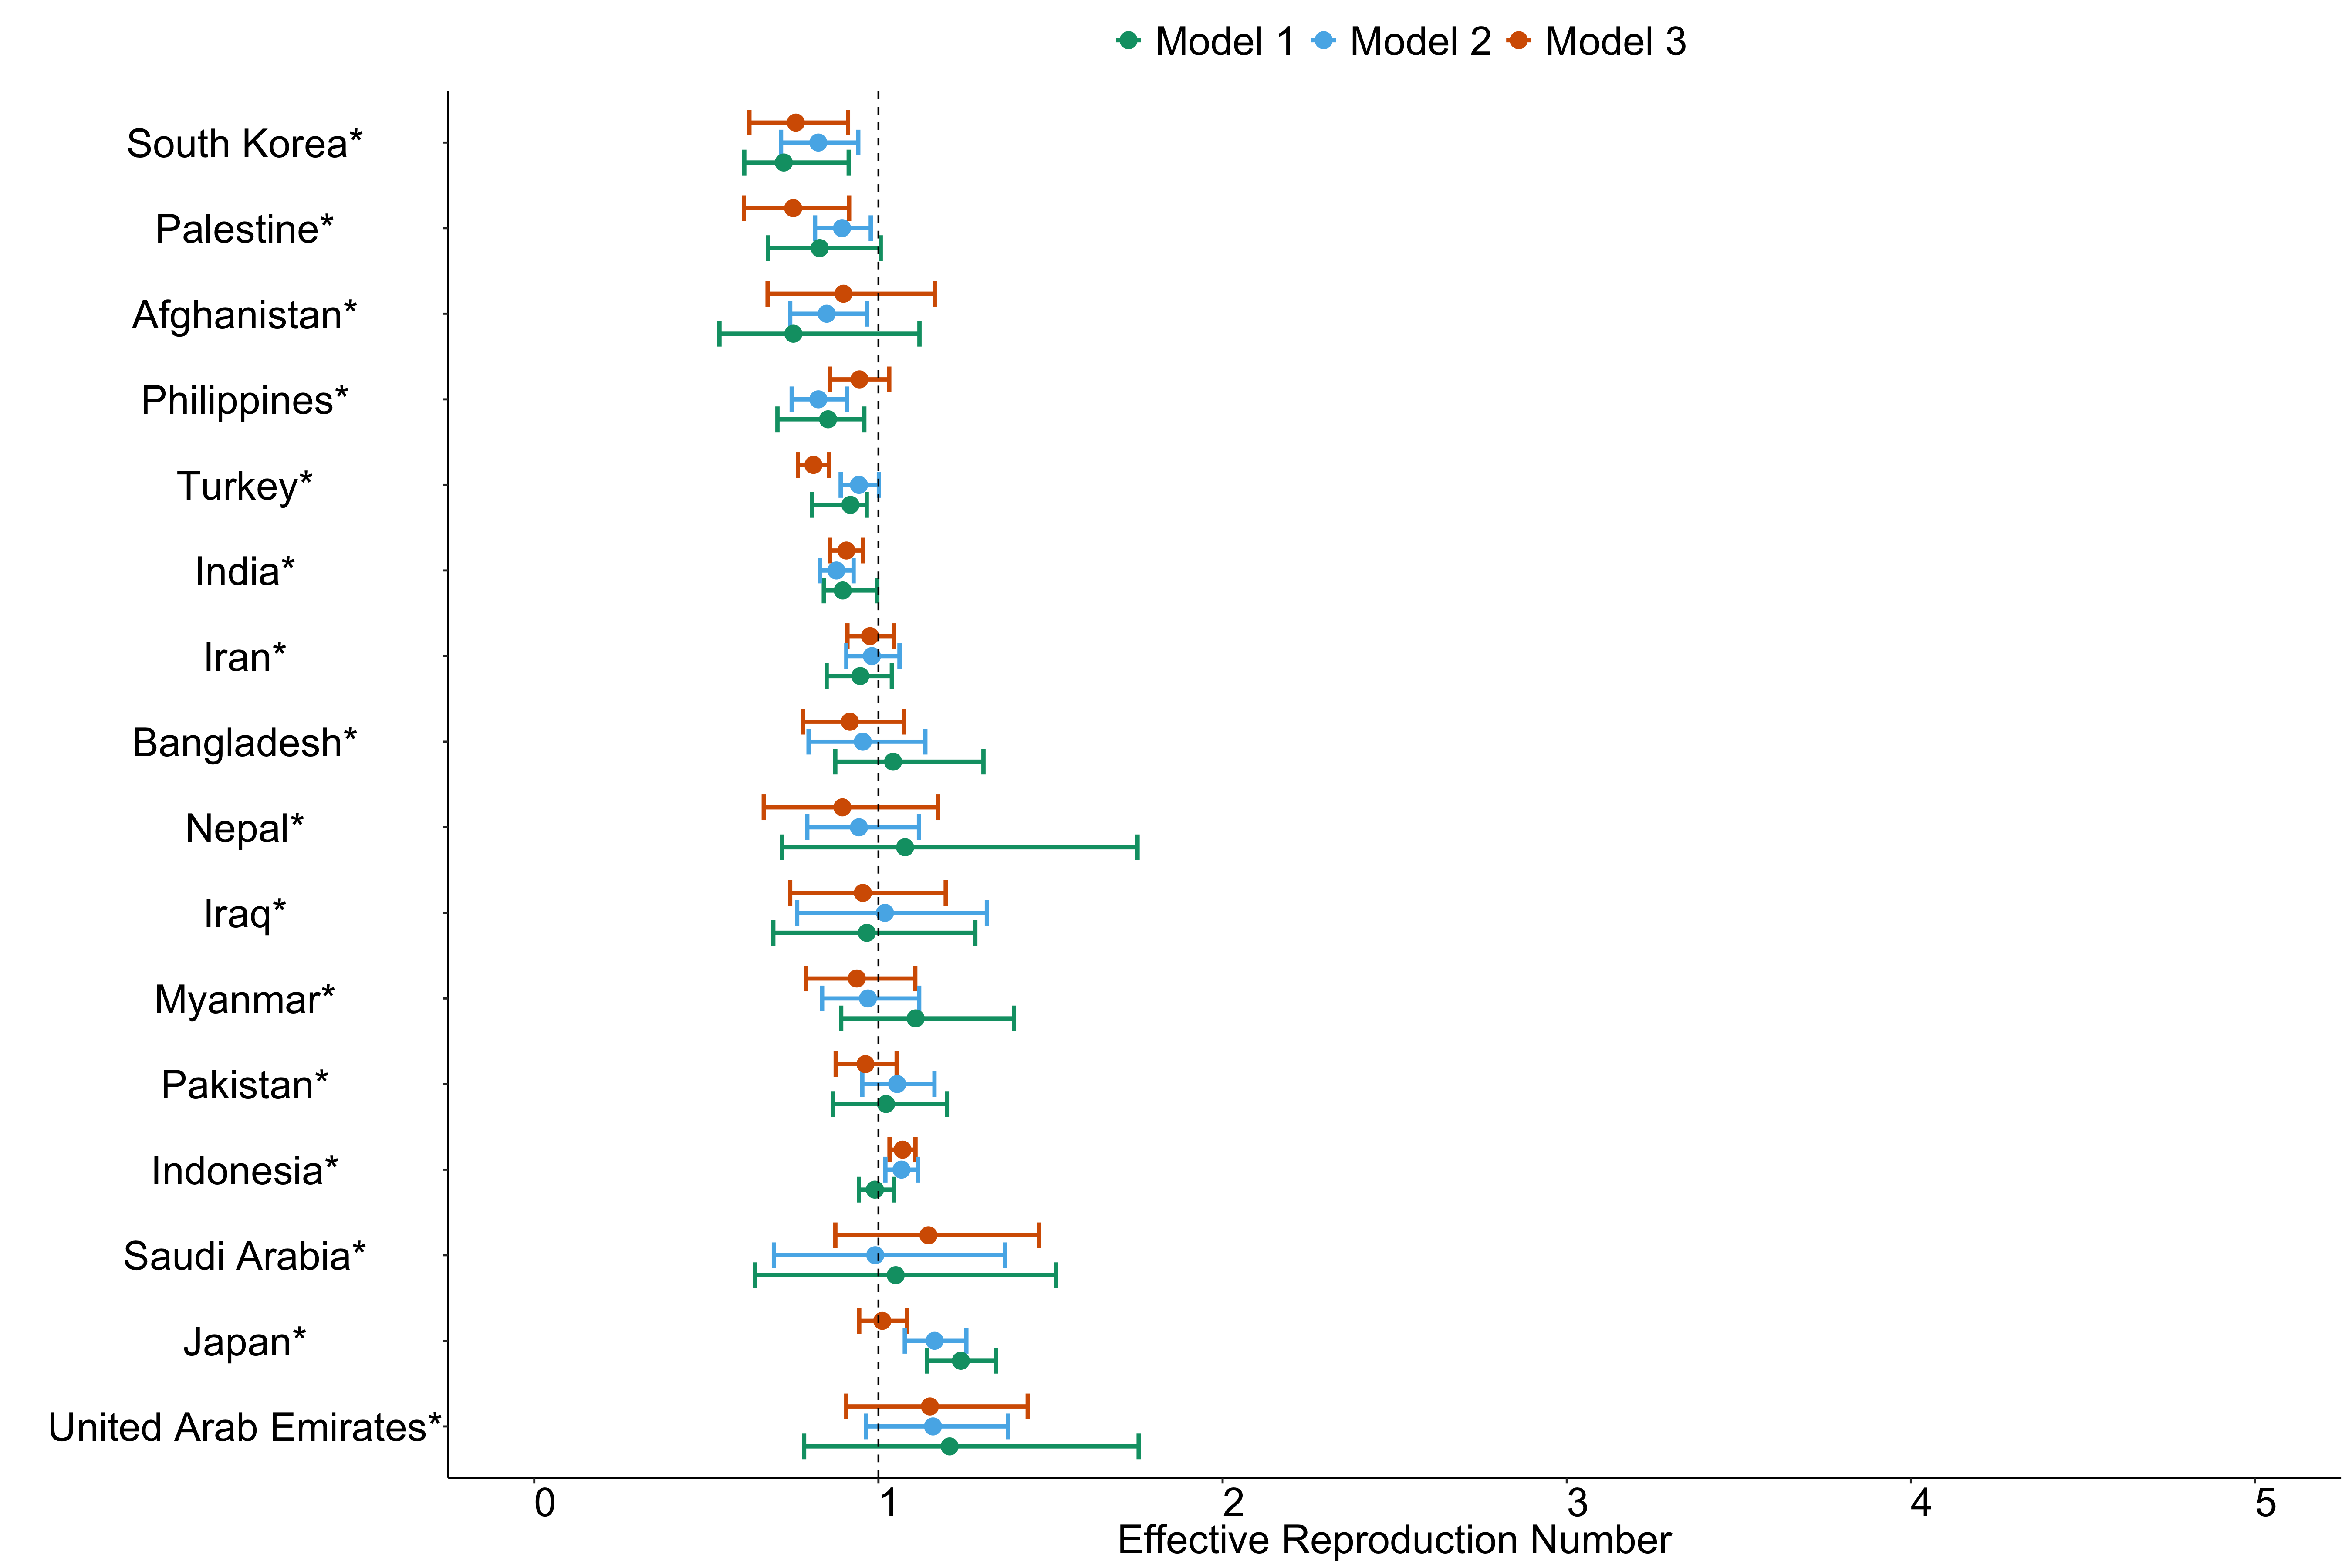 Model 1 Model 2 Model 3
South Korea*
Palestine*
Afghanistan*
Philippines*
Turkey*
India*
Iran*
Bangladesh*
Nepal*
Iraq*
Myanmar*
Pakistan*
Indonesia*
Saudi Arabia*
Japan*
United Arab Emirates*
0 1 2 3 4 5
Effective Reproduction Number